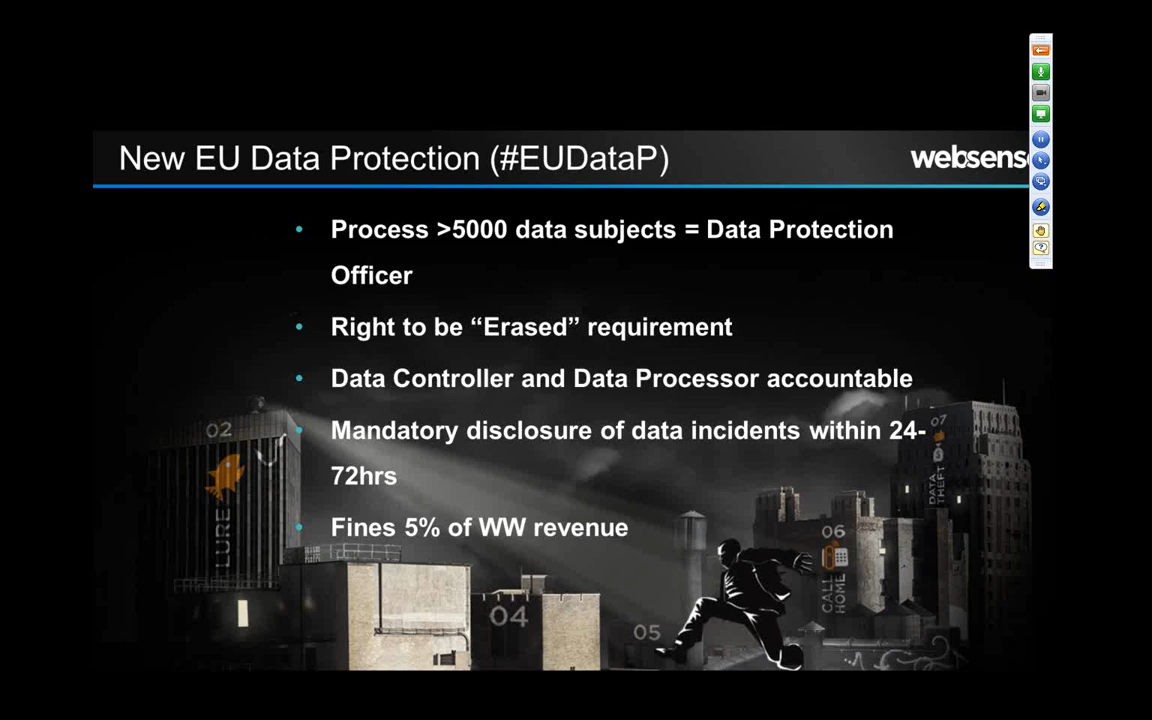 New EU Data Protection (#EUDataP)
websense
• Process >5000 data subjects = Data Protection
Officer
• Right to be “Erased” requirement
• Data Controller and Data Processor accountable
• Mandatory disclosure of data incidents within 24-
72hrs
• Fines 5% of WW revenue
02
LURE
04
05
06
CALL
HOME
07
DATA
THEFT